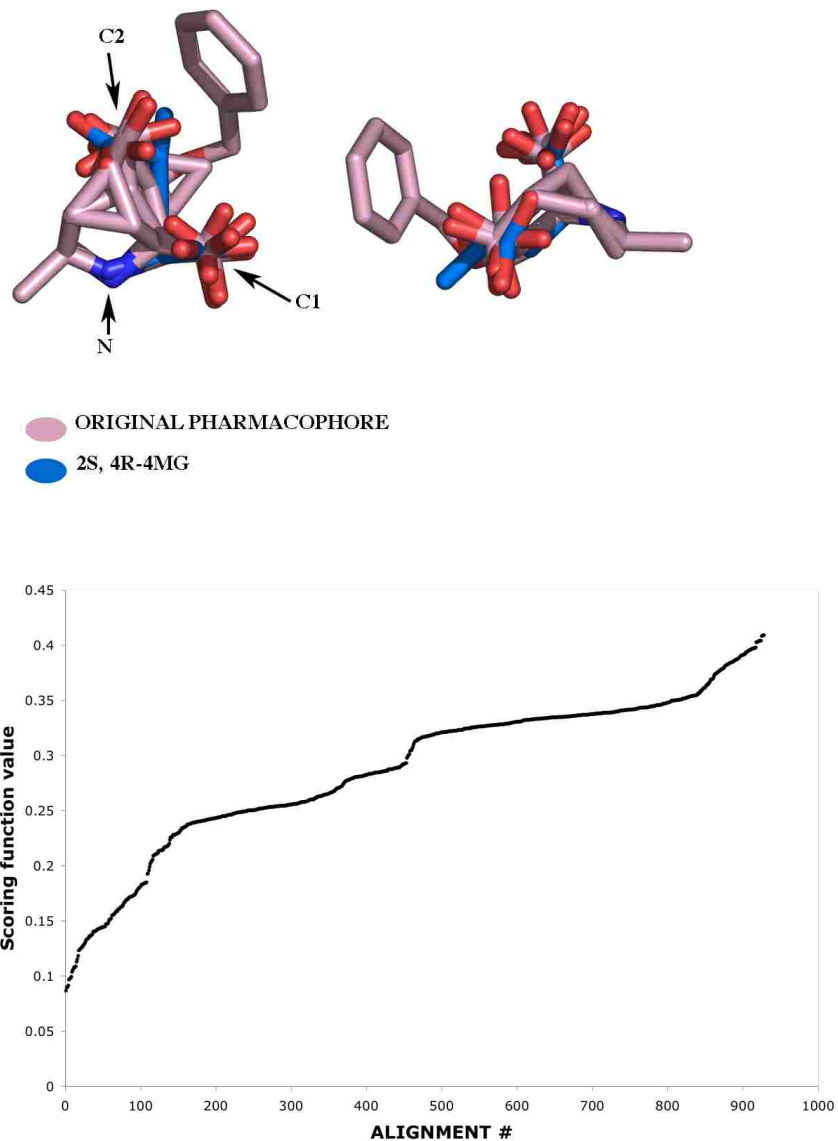 C2
C1
N
ORIGINAL PHARMACOPHORE
2S, 4R-4MG
0.45
0.4
0.35
0.3
0.25
0.2
0.15
0.1
0.05
0
Scoring function value
0 100 200 300 400 500 600 700 800 900 1000
ALIGNMENT #